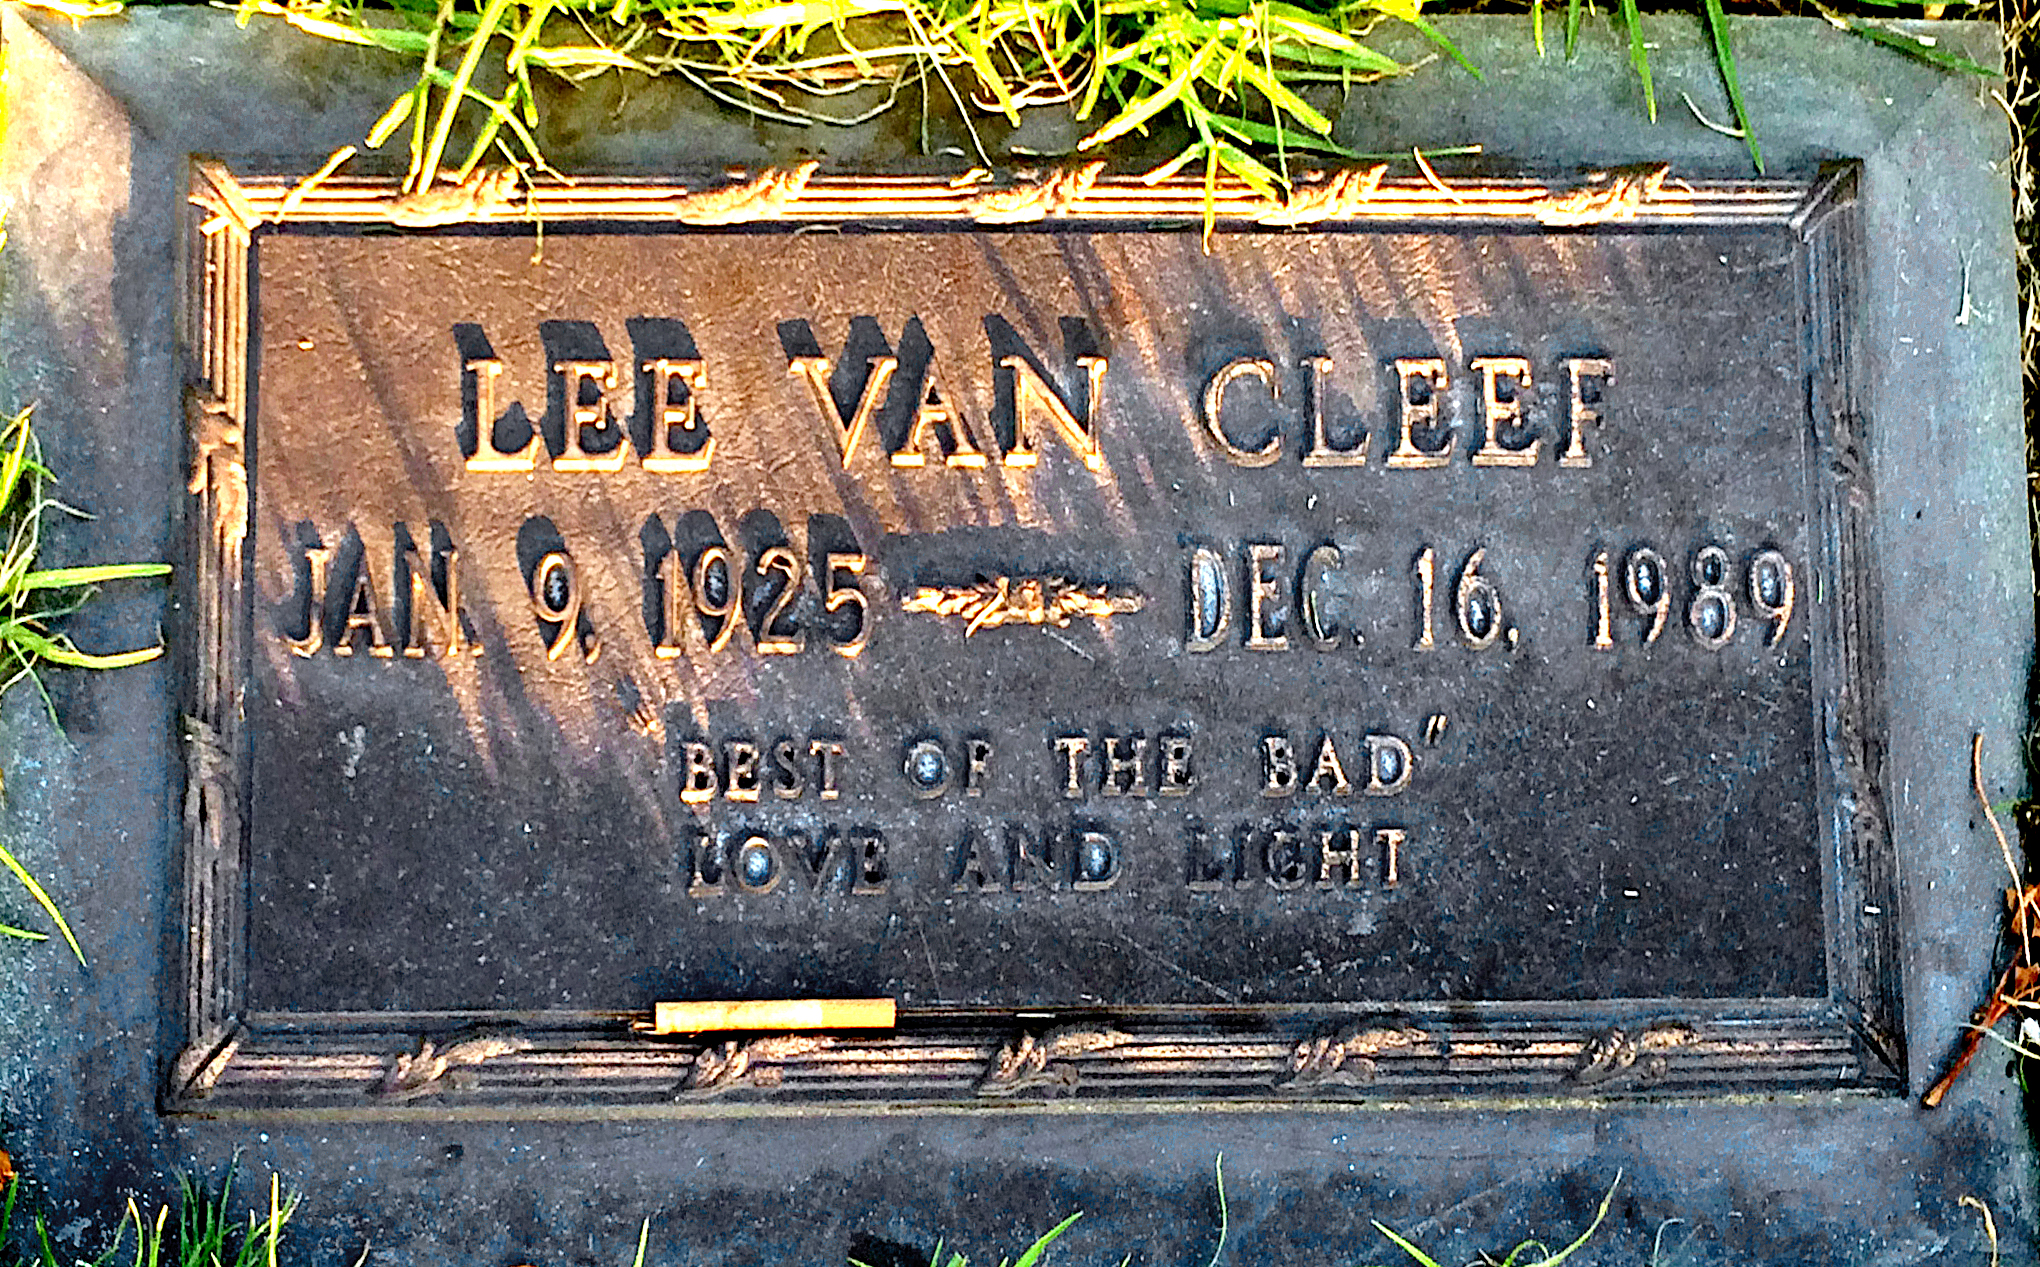 LEE VAN CLEEF
JAN. 9, 1925 DEC. 16, 1989
BEST OF THE BAD"
LOVE AND LIGHT